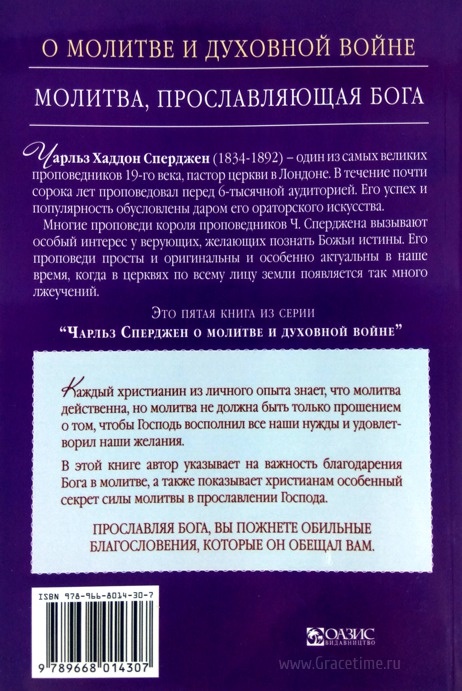 О МОЛИТВЕ И ДУХОВНОЙ ВОЙНЕ
МОЛИТВА, ПРОСЛАВЛЯЮЩАЯ БОГА
Чарльз Хаддон Сперджен (1834-1892) – один из самых великих
проповедников 19-го века, пастор церкви в Лондоне. В течение почти
сорока лет проповедовал перед 6-тысячной аудиторией. Его успех и
популярность обусловлены даром его ораторского искусства.
Многие проповеди короля проповедников Ч. Сперджена вызывают
особый интерес у верующих, желающих познать Божьи истины. Его
проповеди просты и оригинальны и особенно актуальны в наше
время, когда в церквях по всему лицу земли появляется так много
лжеучений.
Это пятая книга из серии
“Чарльз Сперджен о молитве и духовной войне”
Каждый христианин из личного опыта знает, что молитва
действенна, но молитва не должна быть только прошением
о том, чтобы Господь восполнил все наши нужды и удовлет-
ворил наши желания.
В этой книге автор указывает на важность благодарения
Бога в молитве, а также показывает христианам особенный
секрет силы молитвы в прославлении Господа.
ПРОСЛАВЛЯЯ БОГА, ВЫ ПОЖНЕТЕ ОБИЛЬНЫЕ
БЛАГОСЛОВЕНИЯ, КОТОРЫЕ ОН ОБЕЩАЛ ВАМ.
ISBN 978-966-8014-30-7
9 789668 014307
ОАЗИС
ВИДАВНИЦТВО
www.Gracetime.ru